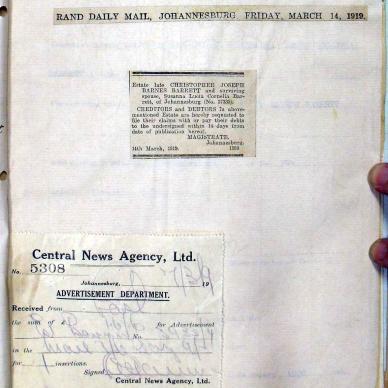 RAND DAILY MAIL, JOHANNESBURG FRIDAY, MARCH 14, 1919.
Estate late CHRISTOPHER JOSEPH
BARNES BARRETT and surviving
spouse, Susanna Lucia Cornelia Bar-
rett, of Johannesburg (No. 37339).
CREDITORS and DEBTORS in above-
mentioned Estate are hereby requested to
file their claims with or pay their debts
to the undersigned within 14 days from
date of publication hereof.
MAGISTRATE,
Johannesburg.
14th March, 1919.
Central News Agency, Ltd.
No. 5308
Johannesburg, 19
ADVERTISEMENT DEPARTMENT.
Received from
the sum of £ for Advertisement
No.
in the
for 1 insertions.
Signed
Central News Agency, Ltd.